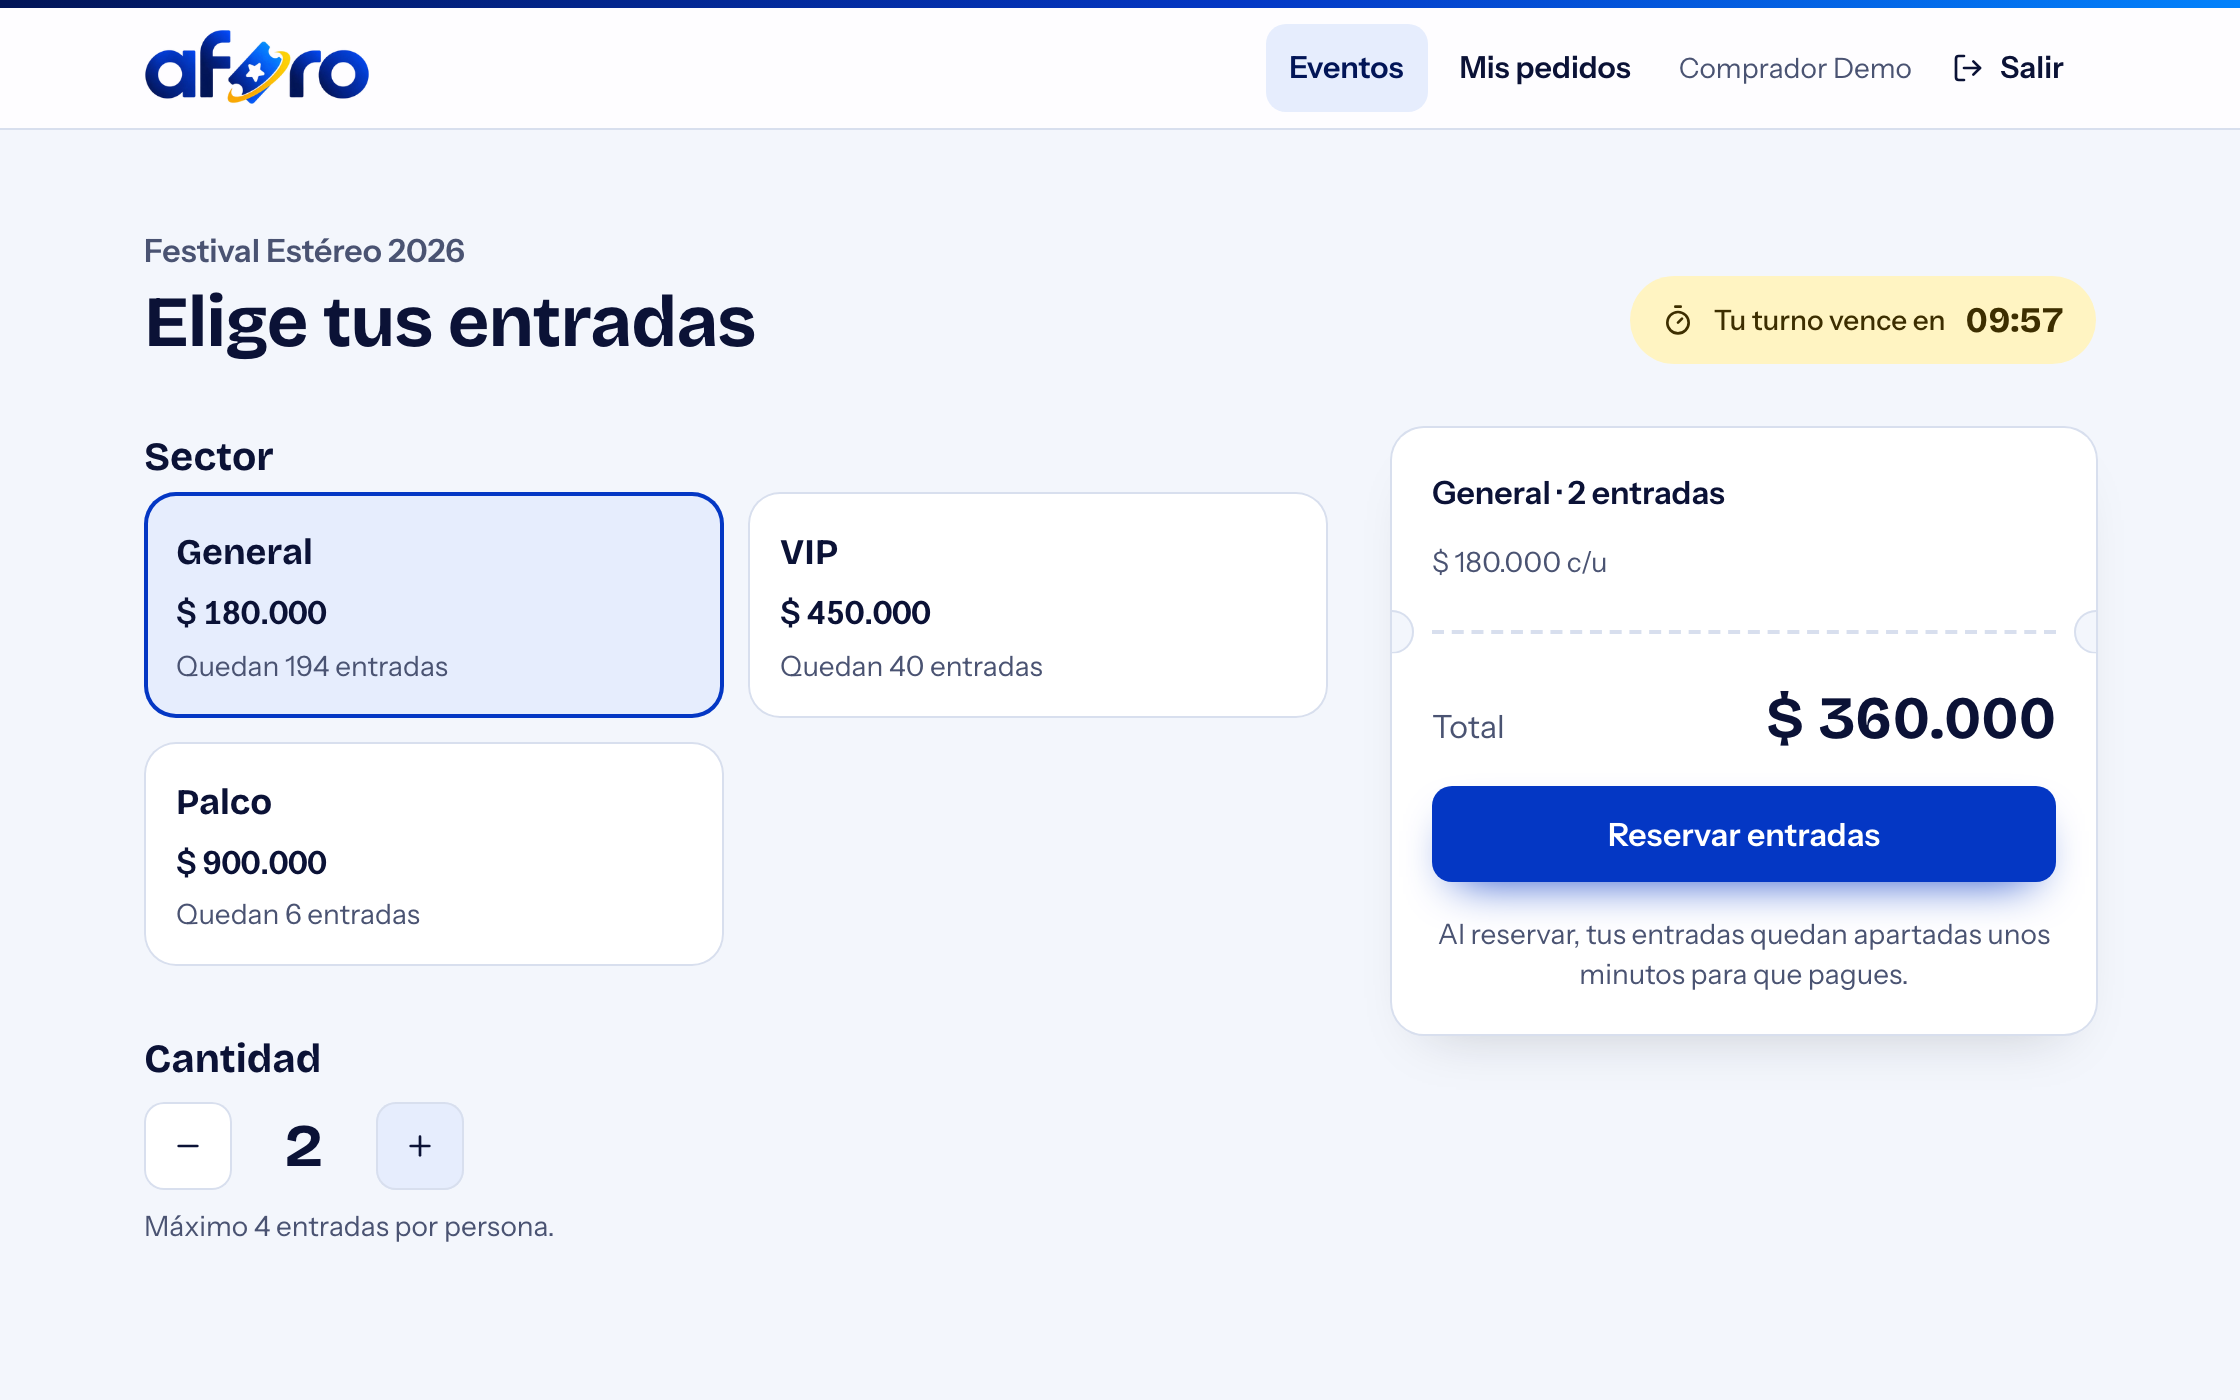 aforo
Eventos
Mis pedidos
Comprador Demo
Salir
Festival Estéreo 2026
Elige tus entradas
Tu turno vence en 09:57
Sector
General
$ 180.000
Quedan 194 entradas
VIP
$ 450.000
Quedan 40 entradas
Palco
$ 900.000
Quedan 6 entradas
Cantidad
− 2 +
Máximo 4 entradas por persona.
General · 2 entradas
$ 180.000 c/u
Total $ 360.000
Reservar entradas
Al reservar, tus entradas quedan apartadas unos
minutos para que pagues.